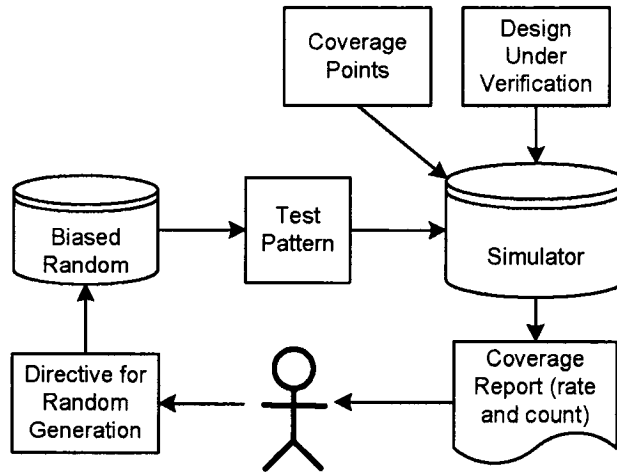 Coverage
Points
Design
Under
Verification
Biased
Random
Test
Pattern
Simulator
Directive for
Random
Generation
Coverage
Report (rate
and count)